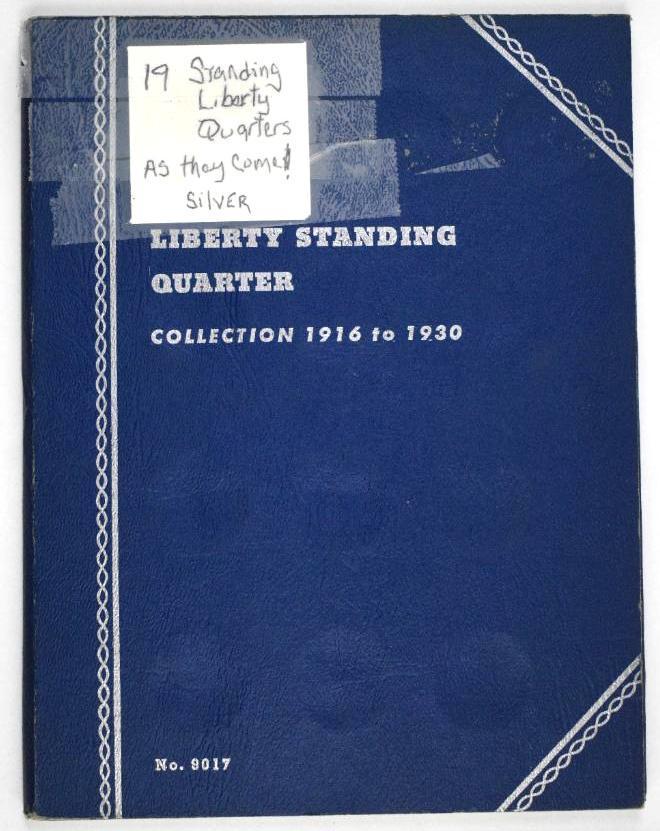 19 Standing
Liberty
Quarters
AS they Come!
SILVER
LIBERTY STANDING
QUARTER
COLLECTION 1916 to 1930
No. 9017